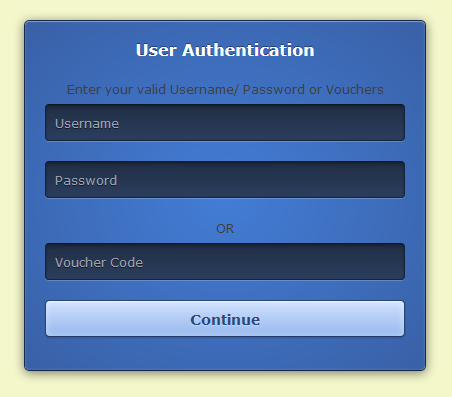 User Authentication
Enter your valid Username/ Password or Vouchers
Username
Password
OR
Voucher Code
Continue